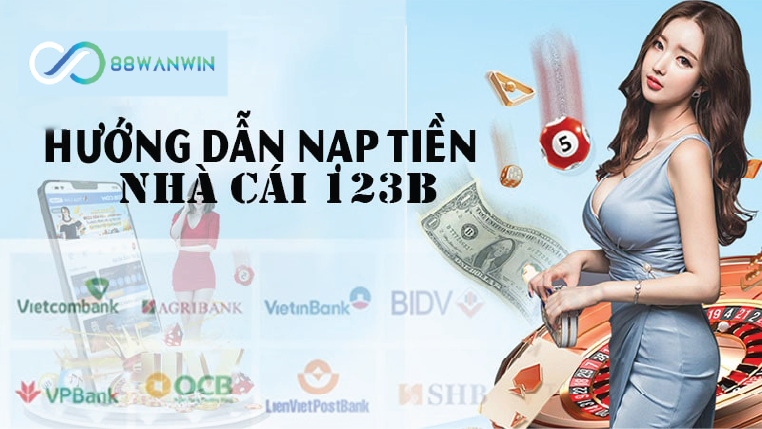 88WANWIN
HƯỚNG DẪN NẠP TIỀN
NHÀ CÁI 123B
Vietcombank
AGRIBANK
VietinBank
BIDV
VPBank
OCB
LienVietPostBank
SHB
5